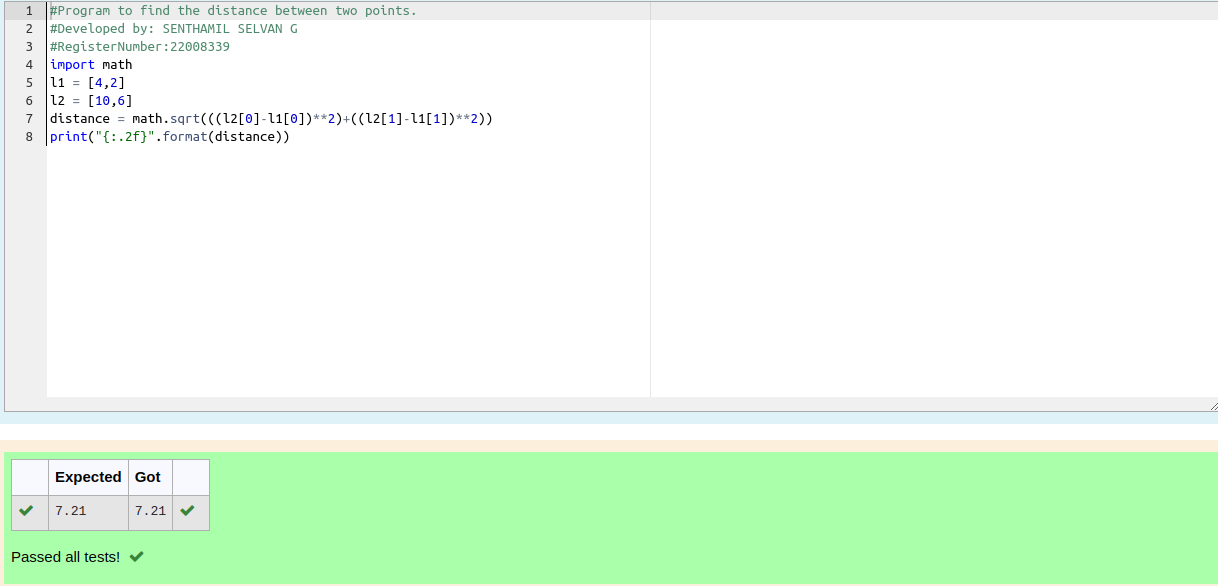 1 #Program to find the distance between two points.
2 #Developed by: SENTHAMIL SELVAN G
3 #RegisterNumber:22008339
4 import math
5 l1 = [4,2]
6 l2 = [10,6]
7 distance = math.sqrt(((l2[0]-l1[0])**2)+((l2[1]-l1[1])**2))
8 print("{:.2f}".format(distance))
Expected Got
7.21 7.21
Passed all tests!